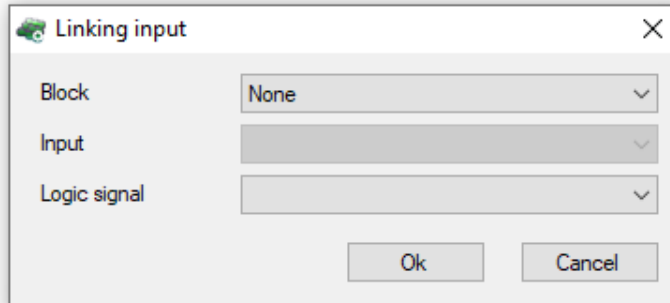 Linking input
Block None
Input
Logic signal
Ok Cancel